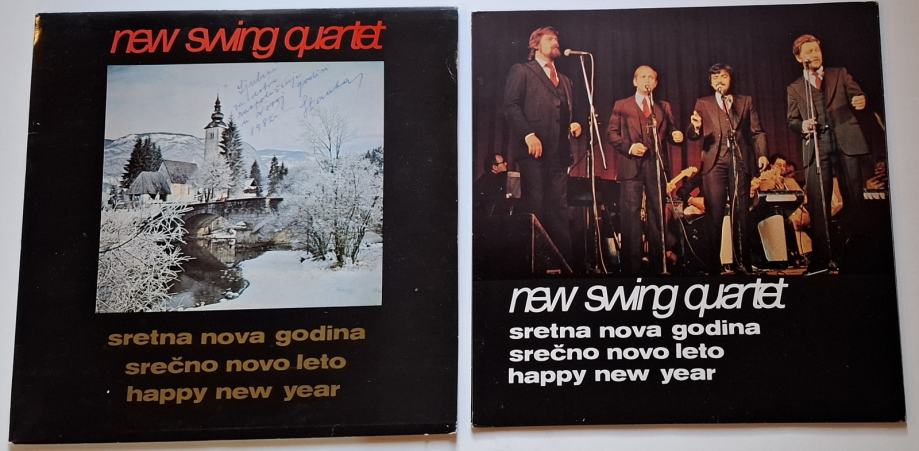 new swing quartet
1985.
sretna nova godina
srečno novo leto
happy new year
new swing quartet
sretna nova godina
srečno novo leto
happy new year